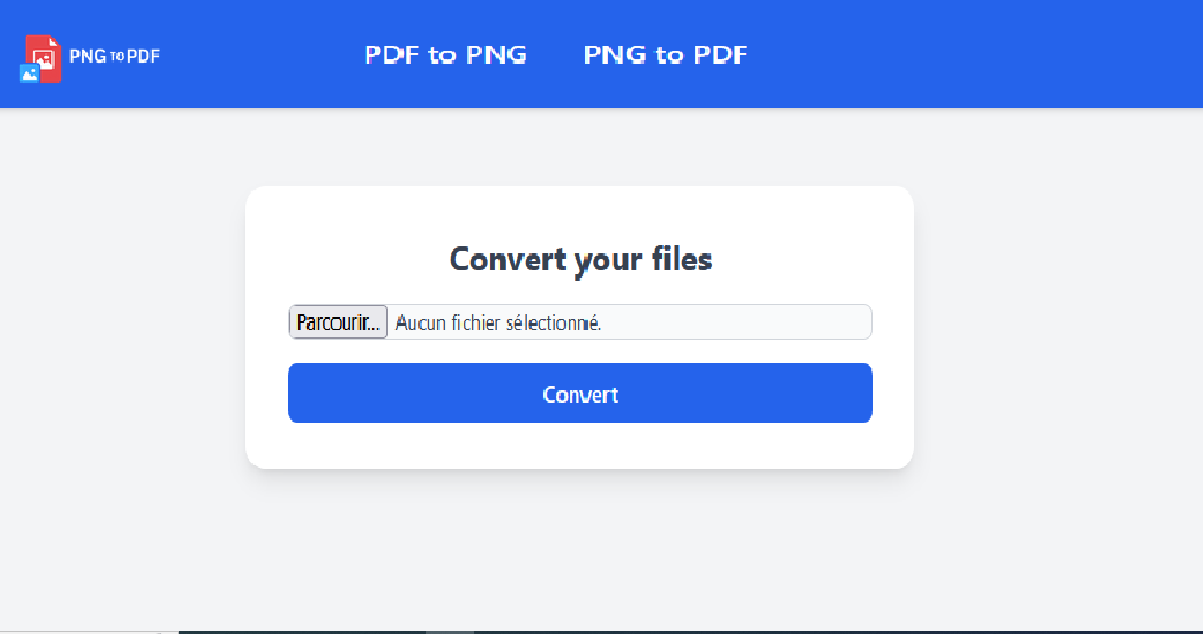 PNG TO PDF
PDF to PNG
PNG to PDF
Convert your files
Parcourir... Aucun fichier sélectionné.
Convert